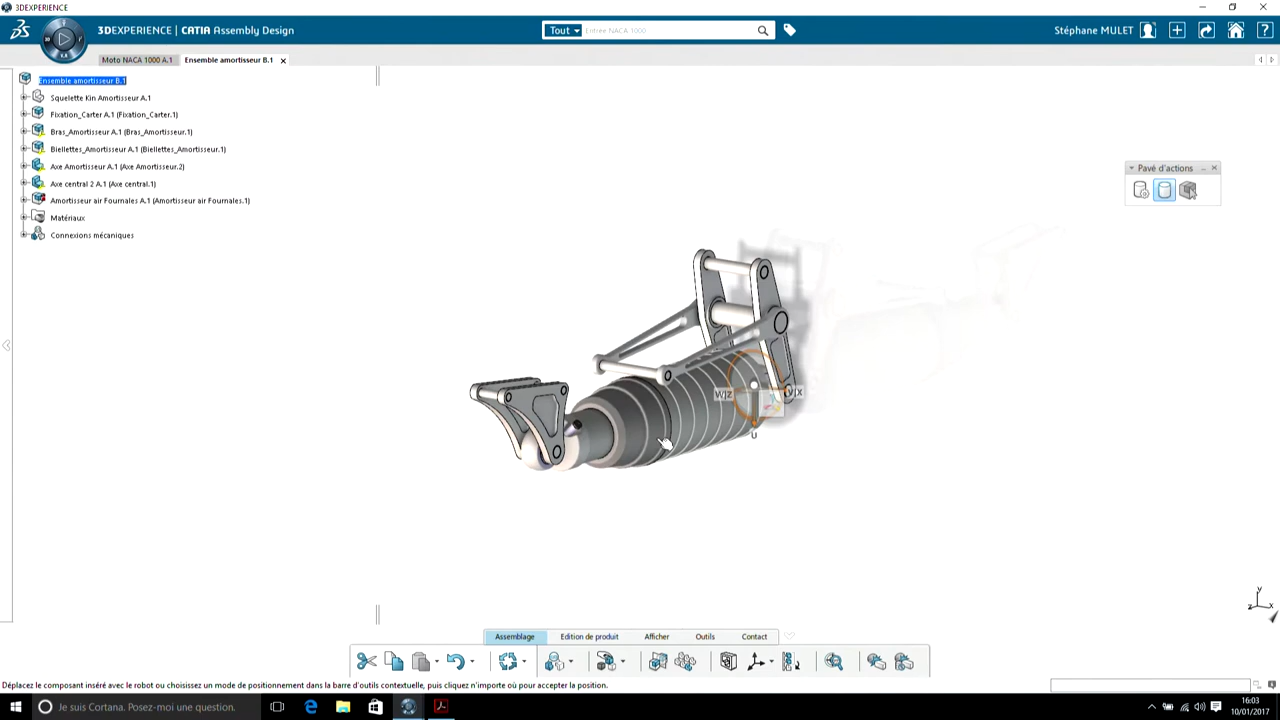 3DEXPERIENCE
3DEXPERIENCE | CATIA Assembly Design
Tout
Entrée NACA 1000
Stéphane MULET
Moto NACA 1000 A.1
Ensemble amortisseur B.1
Ensemble amortisseur B.1
Squelette Kin Amortisseur A.1
Fixation_Carter A.1 (Fixation_Carter.1)
Bras_Amortisseur A.1 (Bras_Amortisseur.1)
Biellettes_Amortisseur A.1 (Biellettes_Amortisseur.1)
Axe Amortisseur A.1 (Axe Amortisseur.2)
Axe central 2 A.1 (Axe central.1)
Amortisseur air Fournales A.1 (Amortisseur air Fournales.1)
Matériaux
Connexions mécaniques
Pavé d'actions
W|Z
V|X
U
Y
Z
X
Assemblage
Edition de produit
Afficher
Outils
Contact
Déplacez le composant inséré avec le robot ou choisissez un mode de positionnement dans la barre d'outils contextuelle, puis cliquez n'importe où pour accepter la position.
Je suis Cortana. Posez-moi une question.
16:03
10/01/2017